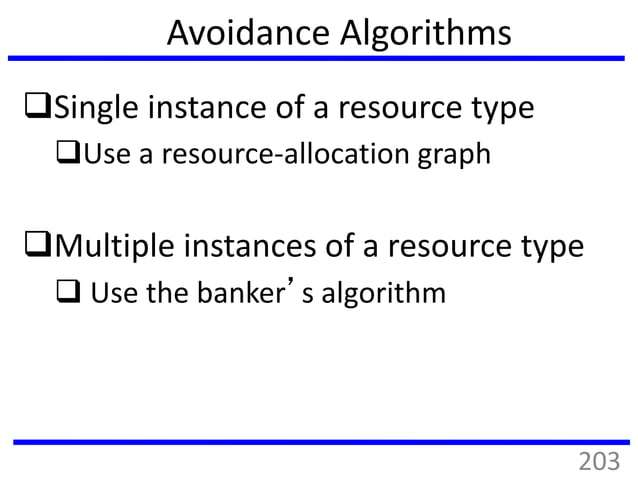 Avoidance Algorithms
❑Single instance of a resource type
❑Use a resource-allocation graph
❑Multiple instances of a resource type
❑ Use the banker’s algorithm
203